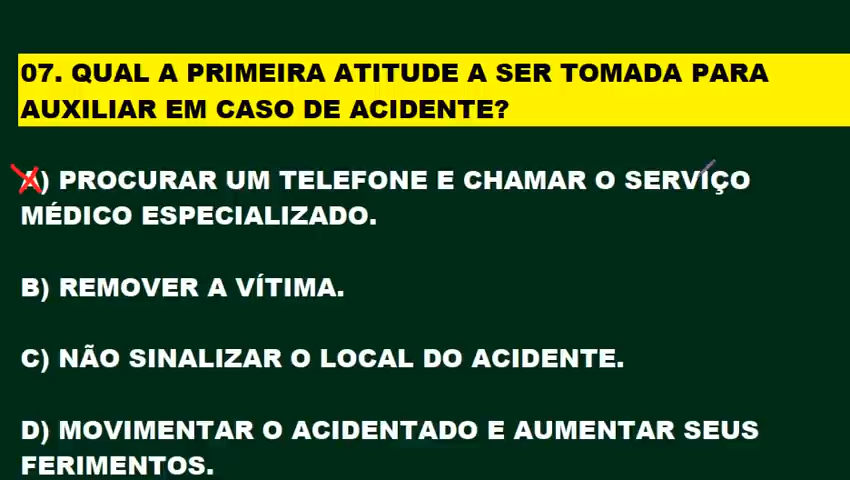 07. QUAL A PRIMEIRA ATITUDE A SER TOMADA PARA
AUXILIAR EM CASO DE ACIDENTE?
A) PROCURAR UM TELEFONE E CHAMAR O SERVIÇO
MÉDICO ESPECIALIZADO.
B) REMOVER A VÍTIMA.
C) NÃO SINALIZAR O LOCAL DO ACIDENTE.
D) MOVIMENTAR O ACIDENTADO E AUMENTAR SEUS
FERIMENTOS.